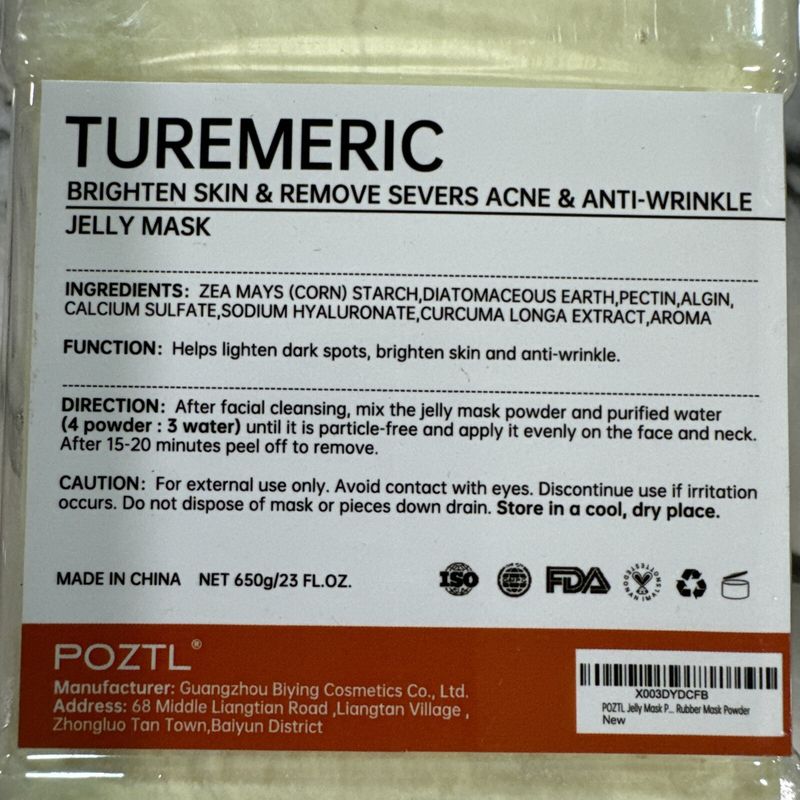 TUREMERIC
BRIGHTEN SKIN & REMOVE SEVERS ACNE & ANTI-WRINKLE
JELLY MASK
INGREDIENTS: ZEA MAYS (CORN) STARCH,DIATOMACEOUS EARTH,PECTIN,ALGIN,
CALCIUM SULFATE,SODIUM HYALURONATE,CURCUMA LONGA EXTRACT,AROMA
FUNCTION: Helps lighten dark spots, brighten skin and anti-wrinkle.
DIRECTION: After facial cleansing, mix the jelly mask powder and purified water
(4 powder : 3 water) until it is particle-free and apply it evenly on the face and neck.
After 15-20 minutes peel off to remove.
CAUTION: For external use only. Avoid contact with eyes. Discontinue use if irritation
occurs. Do not dispose of mask or pieces down drain. Store in a cool, dry place.
MADE IN CHINA NET 650g/23 FL.OZ.
ISO FDA
POZTL®
Manufacturer: Guangzhou Biying Cosmetics Co., Ltd.
Address: 68 Middle Liangtian Road ,Liangtan Village ,
Zhongluo Tan Town,Baiyun District
X003DYDCFB
POZTL Jelly Mask P... Rubber Mask Powder
New